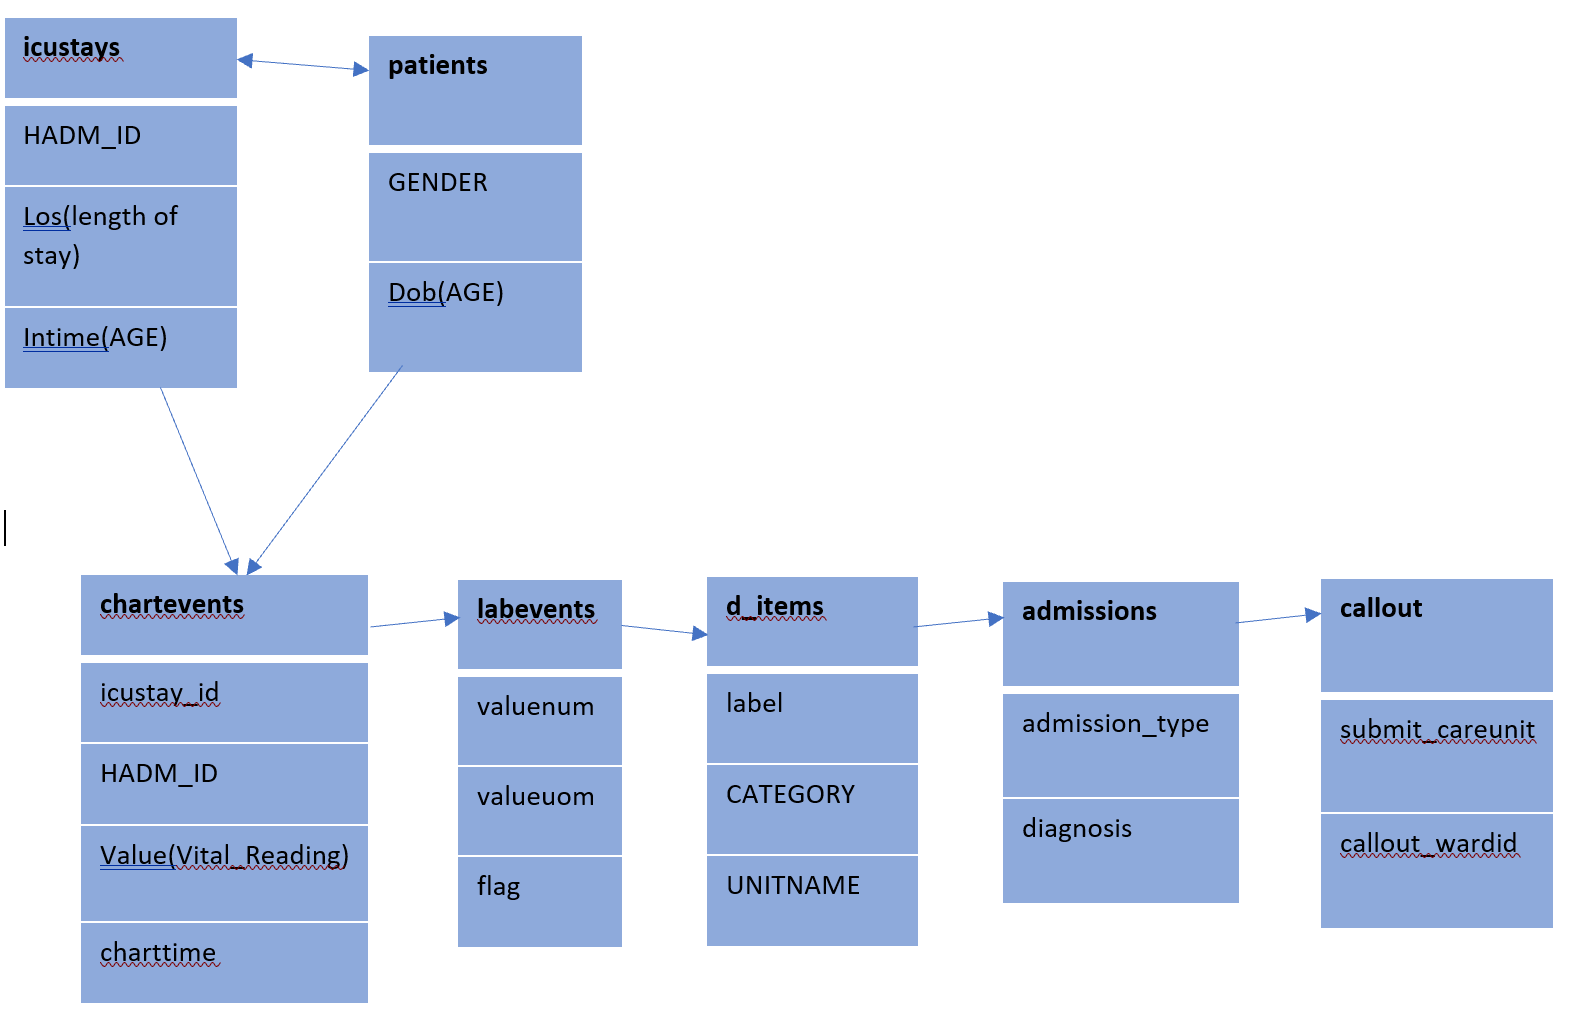 icustays
HADM_ID
Los(length of
stay)
Intime(AGE)
patients
GENDER
Dob(AGE)
chartevents
icustay_id
HADM_ID
Value(Vital_Reading)
charttime
labevents
valuenum
valueuom
flag
d_items
label
CATEGORY
UNITNAME
admissions
admission_type
diagnosis
callout
submit_careunit
callout_wardid